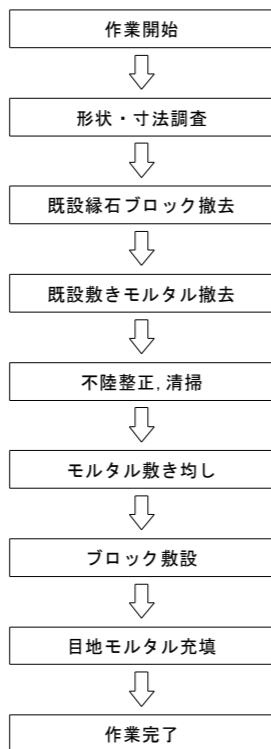 作業開始
形状・寸法調査
既設縁石ブロック撤去
既設敷きモルタル撤去
不陸整正,清掃
モルタル敷き均し
ブロック敷設
目地モルタル充填
作業完了